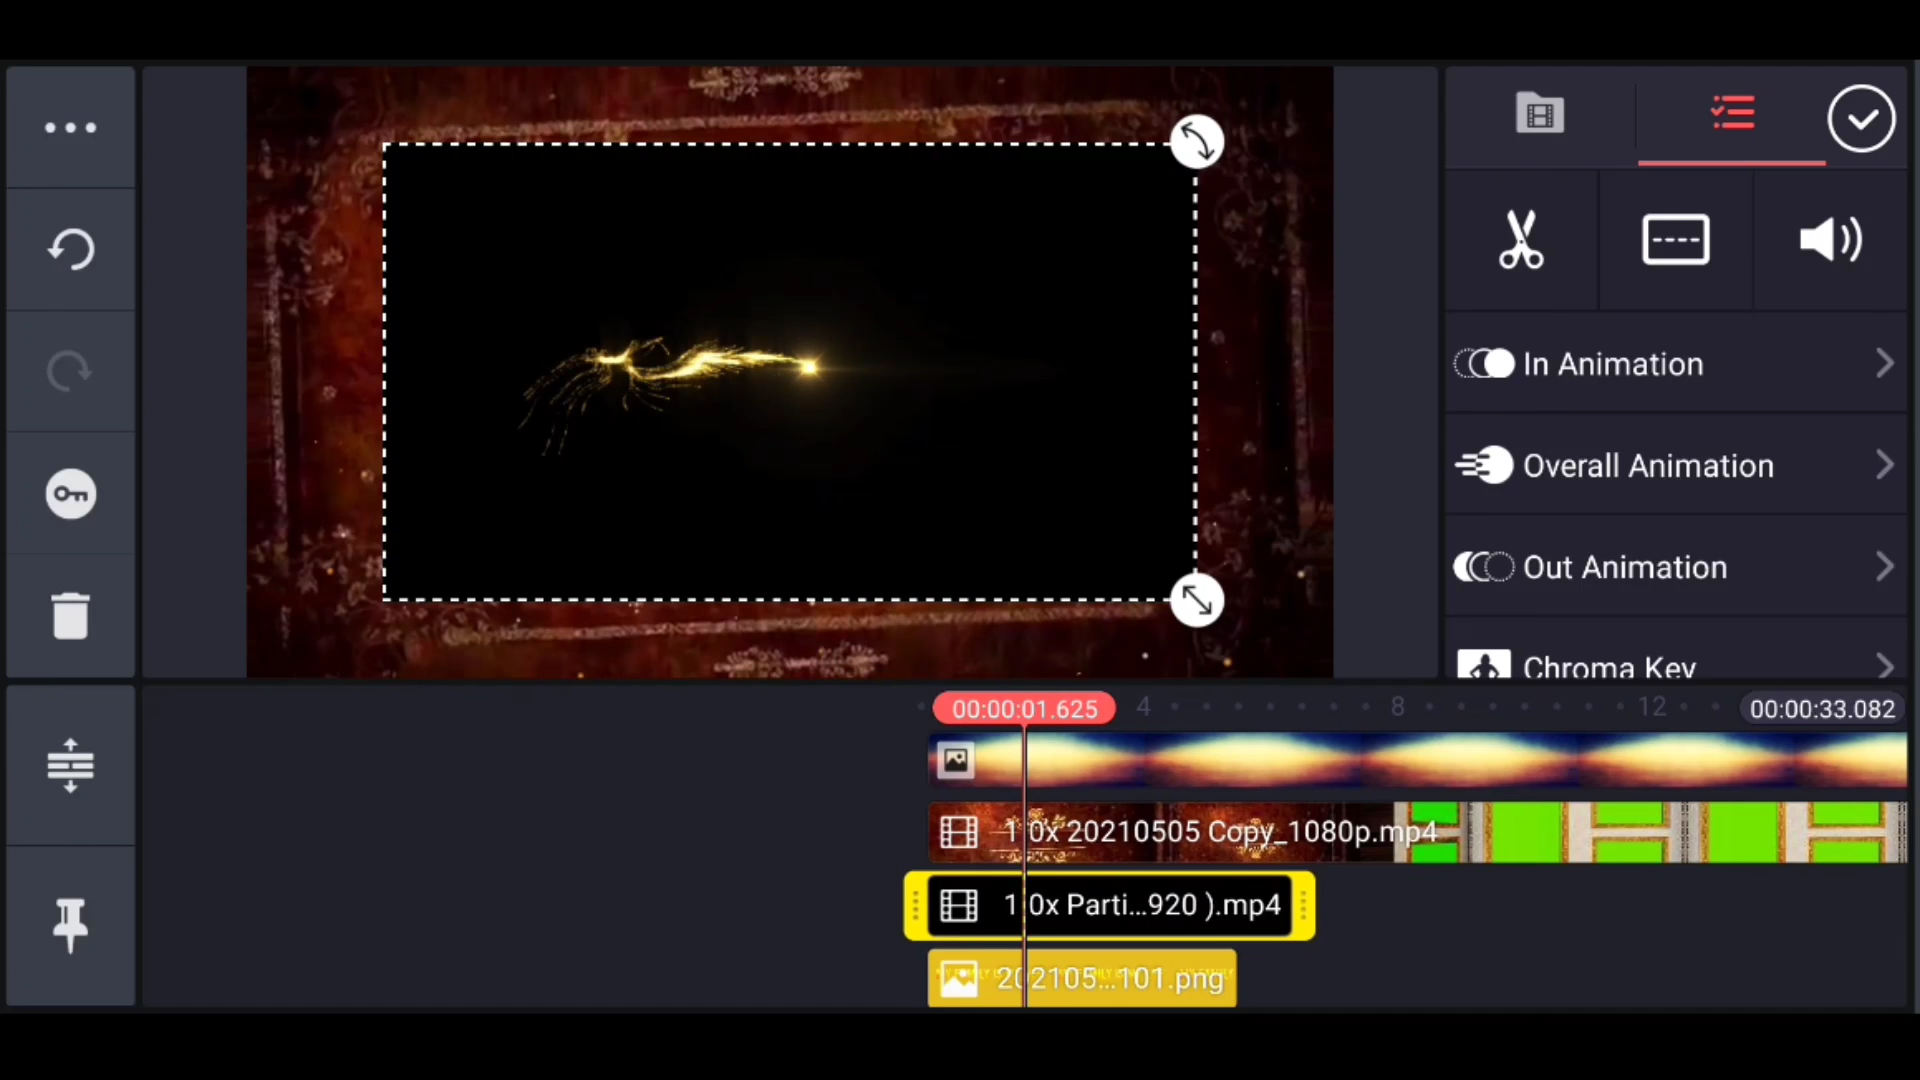 In Animation
Overall Animation
Out Animation
Chroma Key
00:00:01.625
4
8
12
00:00:33.082
1.0x 20210505 Copy_1080p.mp4
1.0x Parti...920 ).mp4
202105...101.png